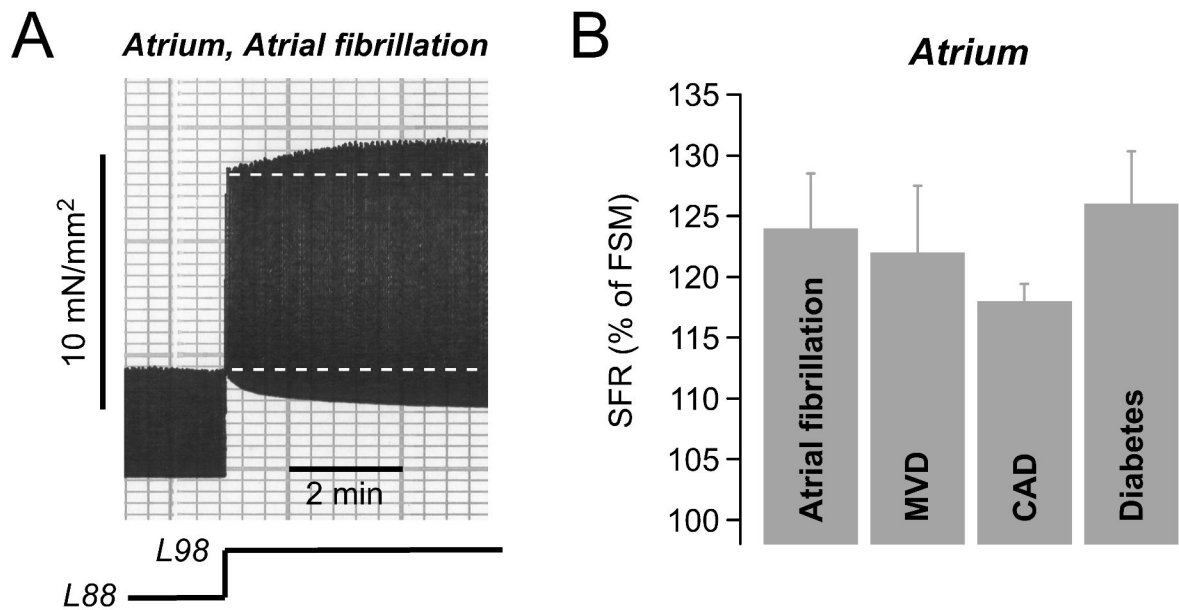 A
Atrium, Atrial fibrillation
10 mN/mm²
2 min
L98
L88
B
Atrium
SFR (% of FSM)
135
130
125
120
115
110
105
100
Atrial fibrillation
MVD
CAD
Diabetes